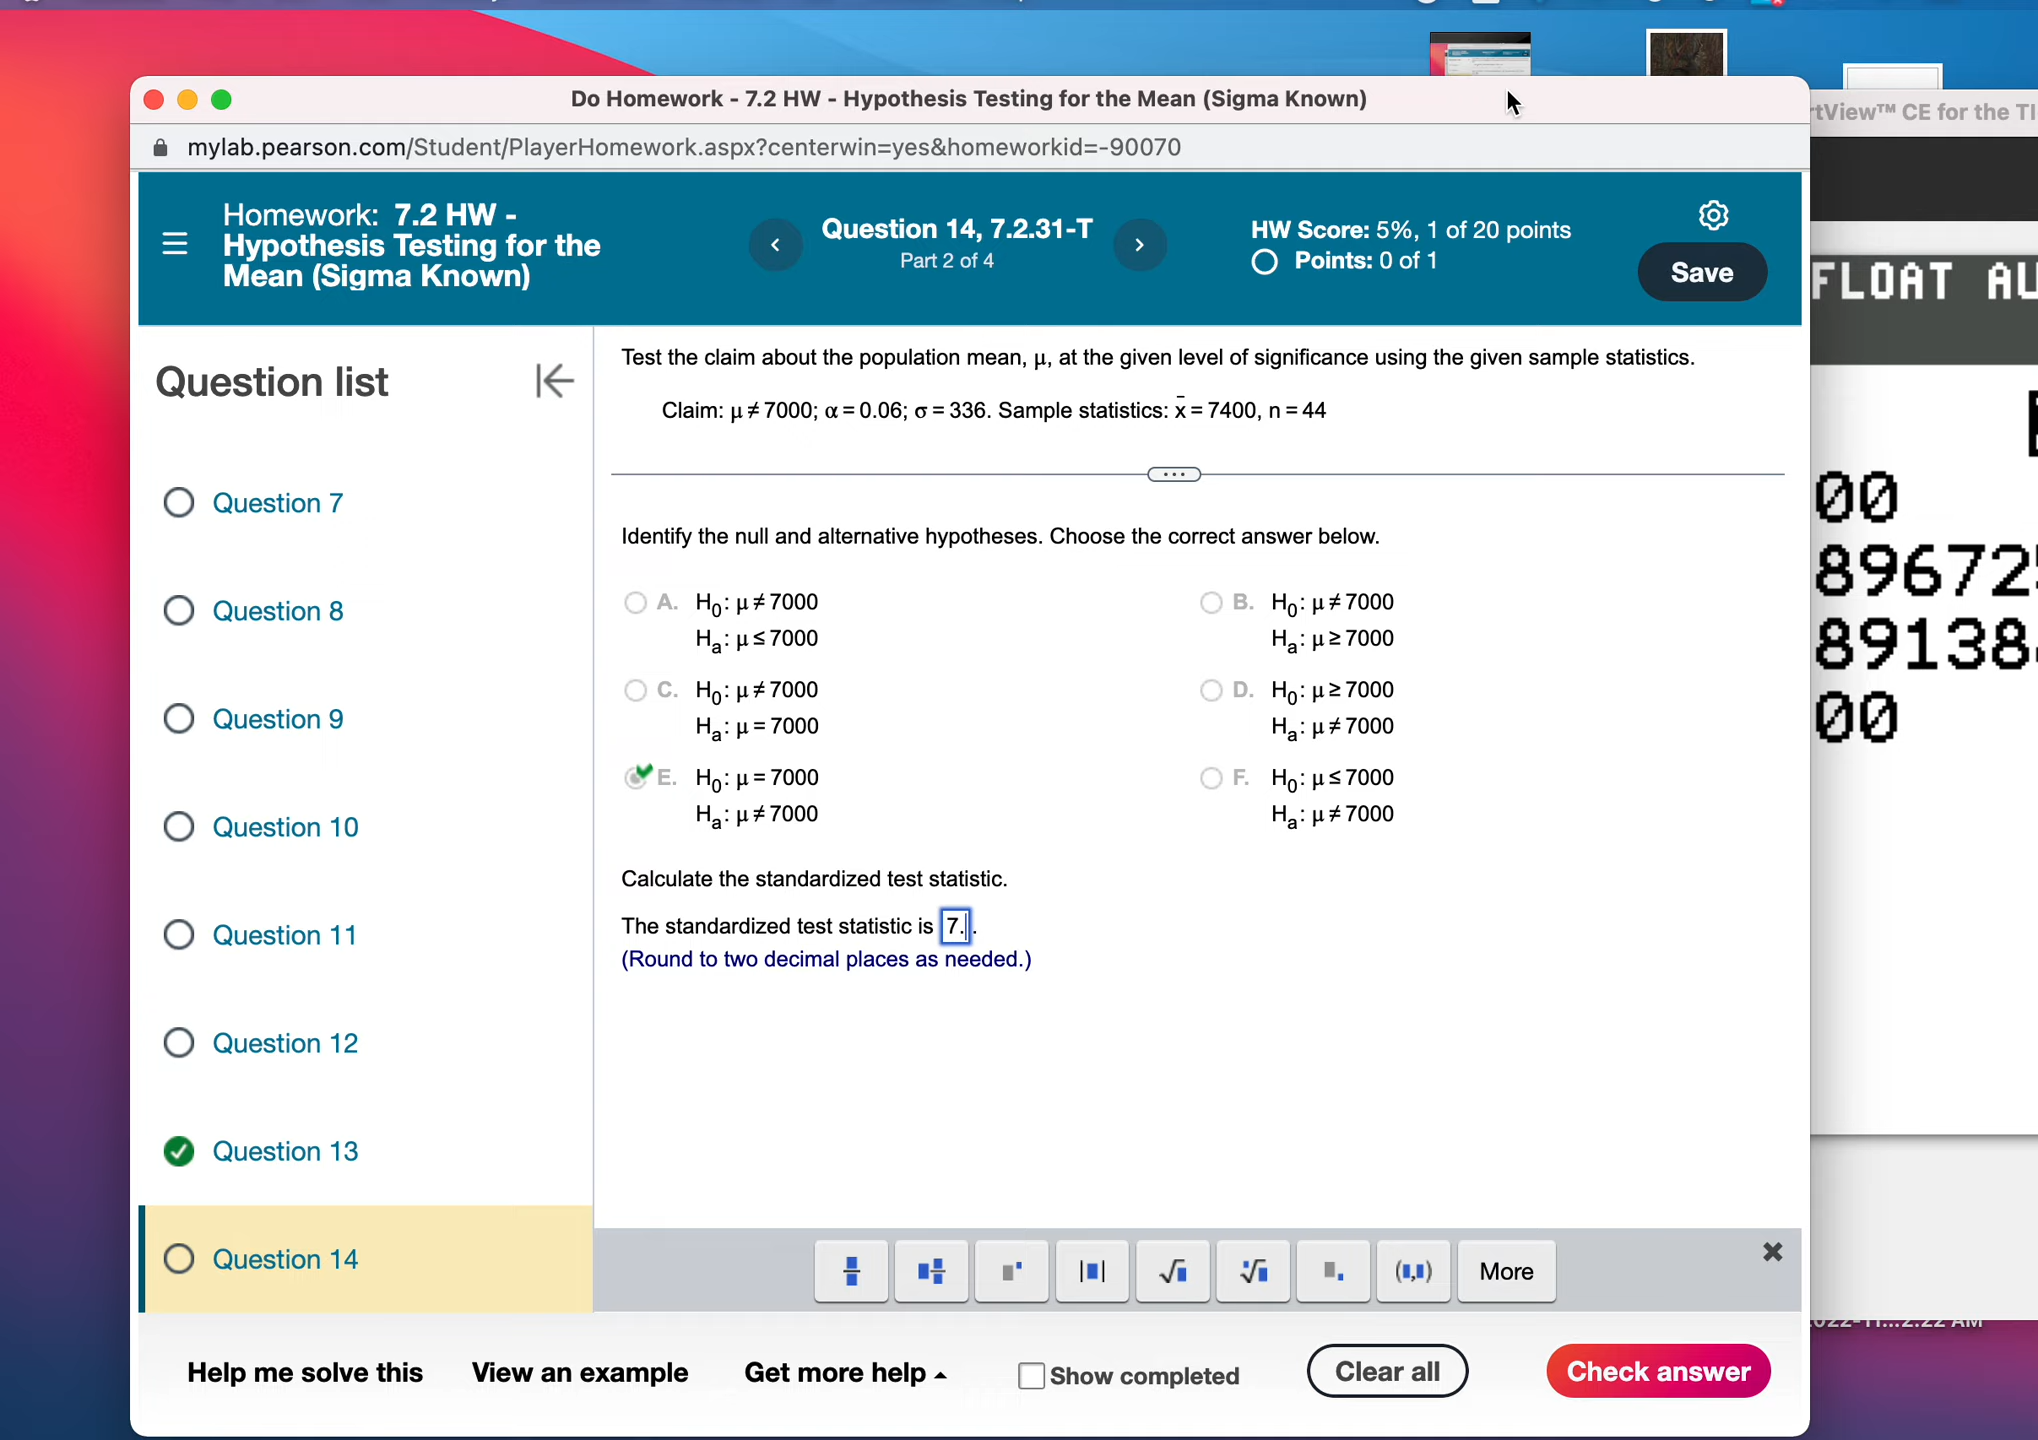 Do Homework - 7.2 HW - Hypothesis Testing for the Mean (Sigma Known)
mylab.pearson.com/Student/PlayerHomework.aspx?centerwin=yes&homeworkid=-90070
Homework: 7.2 HW -
Hypothesis Testing for the
Mean (Sigma Known)
Question 14, 7.2.31-T
Part 2 of 4
HW Score: 5%, 1 of 20 points
Points: 0 of 1
Save
Question list
Question 7
Question 8
Question 9
Question 10
Question 11
Question 12
Question 13
Question 14
Test the claim about the population mean, μ, at the given level of significance using the given sample statistics.
Claim: μ ≠ 7000; α = 0.06; σ = 336. Sample statistics: x̄ = 7400, n = 44
Identify the null and alternative hypotheses. Choose the correct answer below.
A. H₀: μ ≠ 7000
Hₐ: μ ≤ 7000
B. H₀: μ ≠ 7000
Hₐ: μ ≥ 7000
C. H₀: μ ≠ 7000
Hₐ: μ = 7000
D. H₀: μ ≥ 7000
Hₐ: μ ≠ 7000
E. H₀: μ = 7000
Hₐ: μ ≠ 7000
F. H₀: μ ≤ 7000
Hₐ: μ ≠ 7000
Calculate the standardized test statistic.
The standardized test statistic is 7..
(Round to two decimal places as needed.)
More
Help me solve this
View an example
Get more help
Show completed
Clear all
Check answer
tView™ CE for the TI
FLOAT AU
00
89672
89138
00